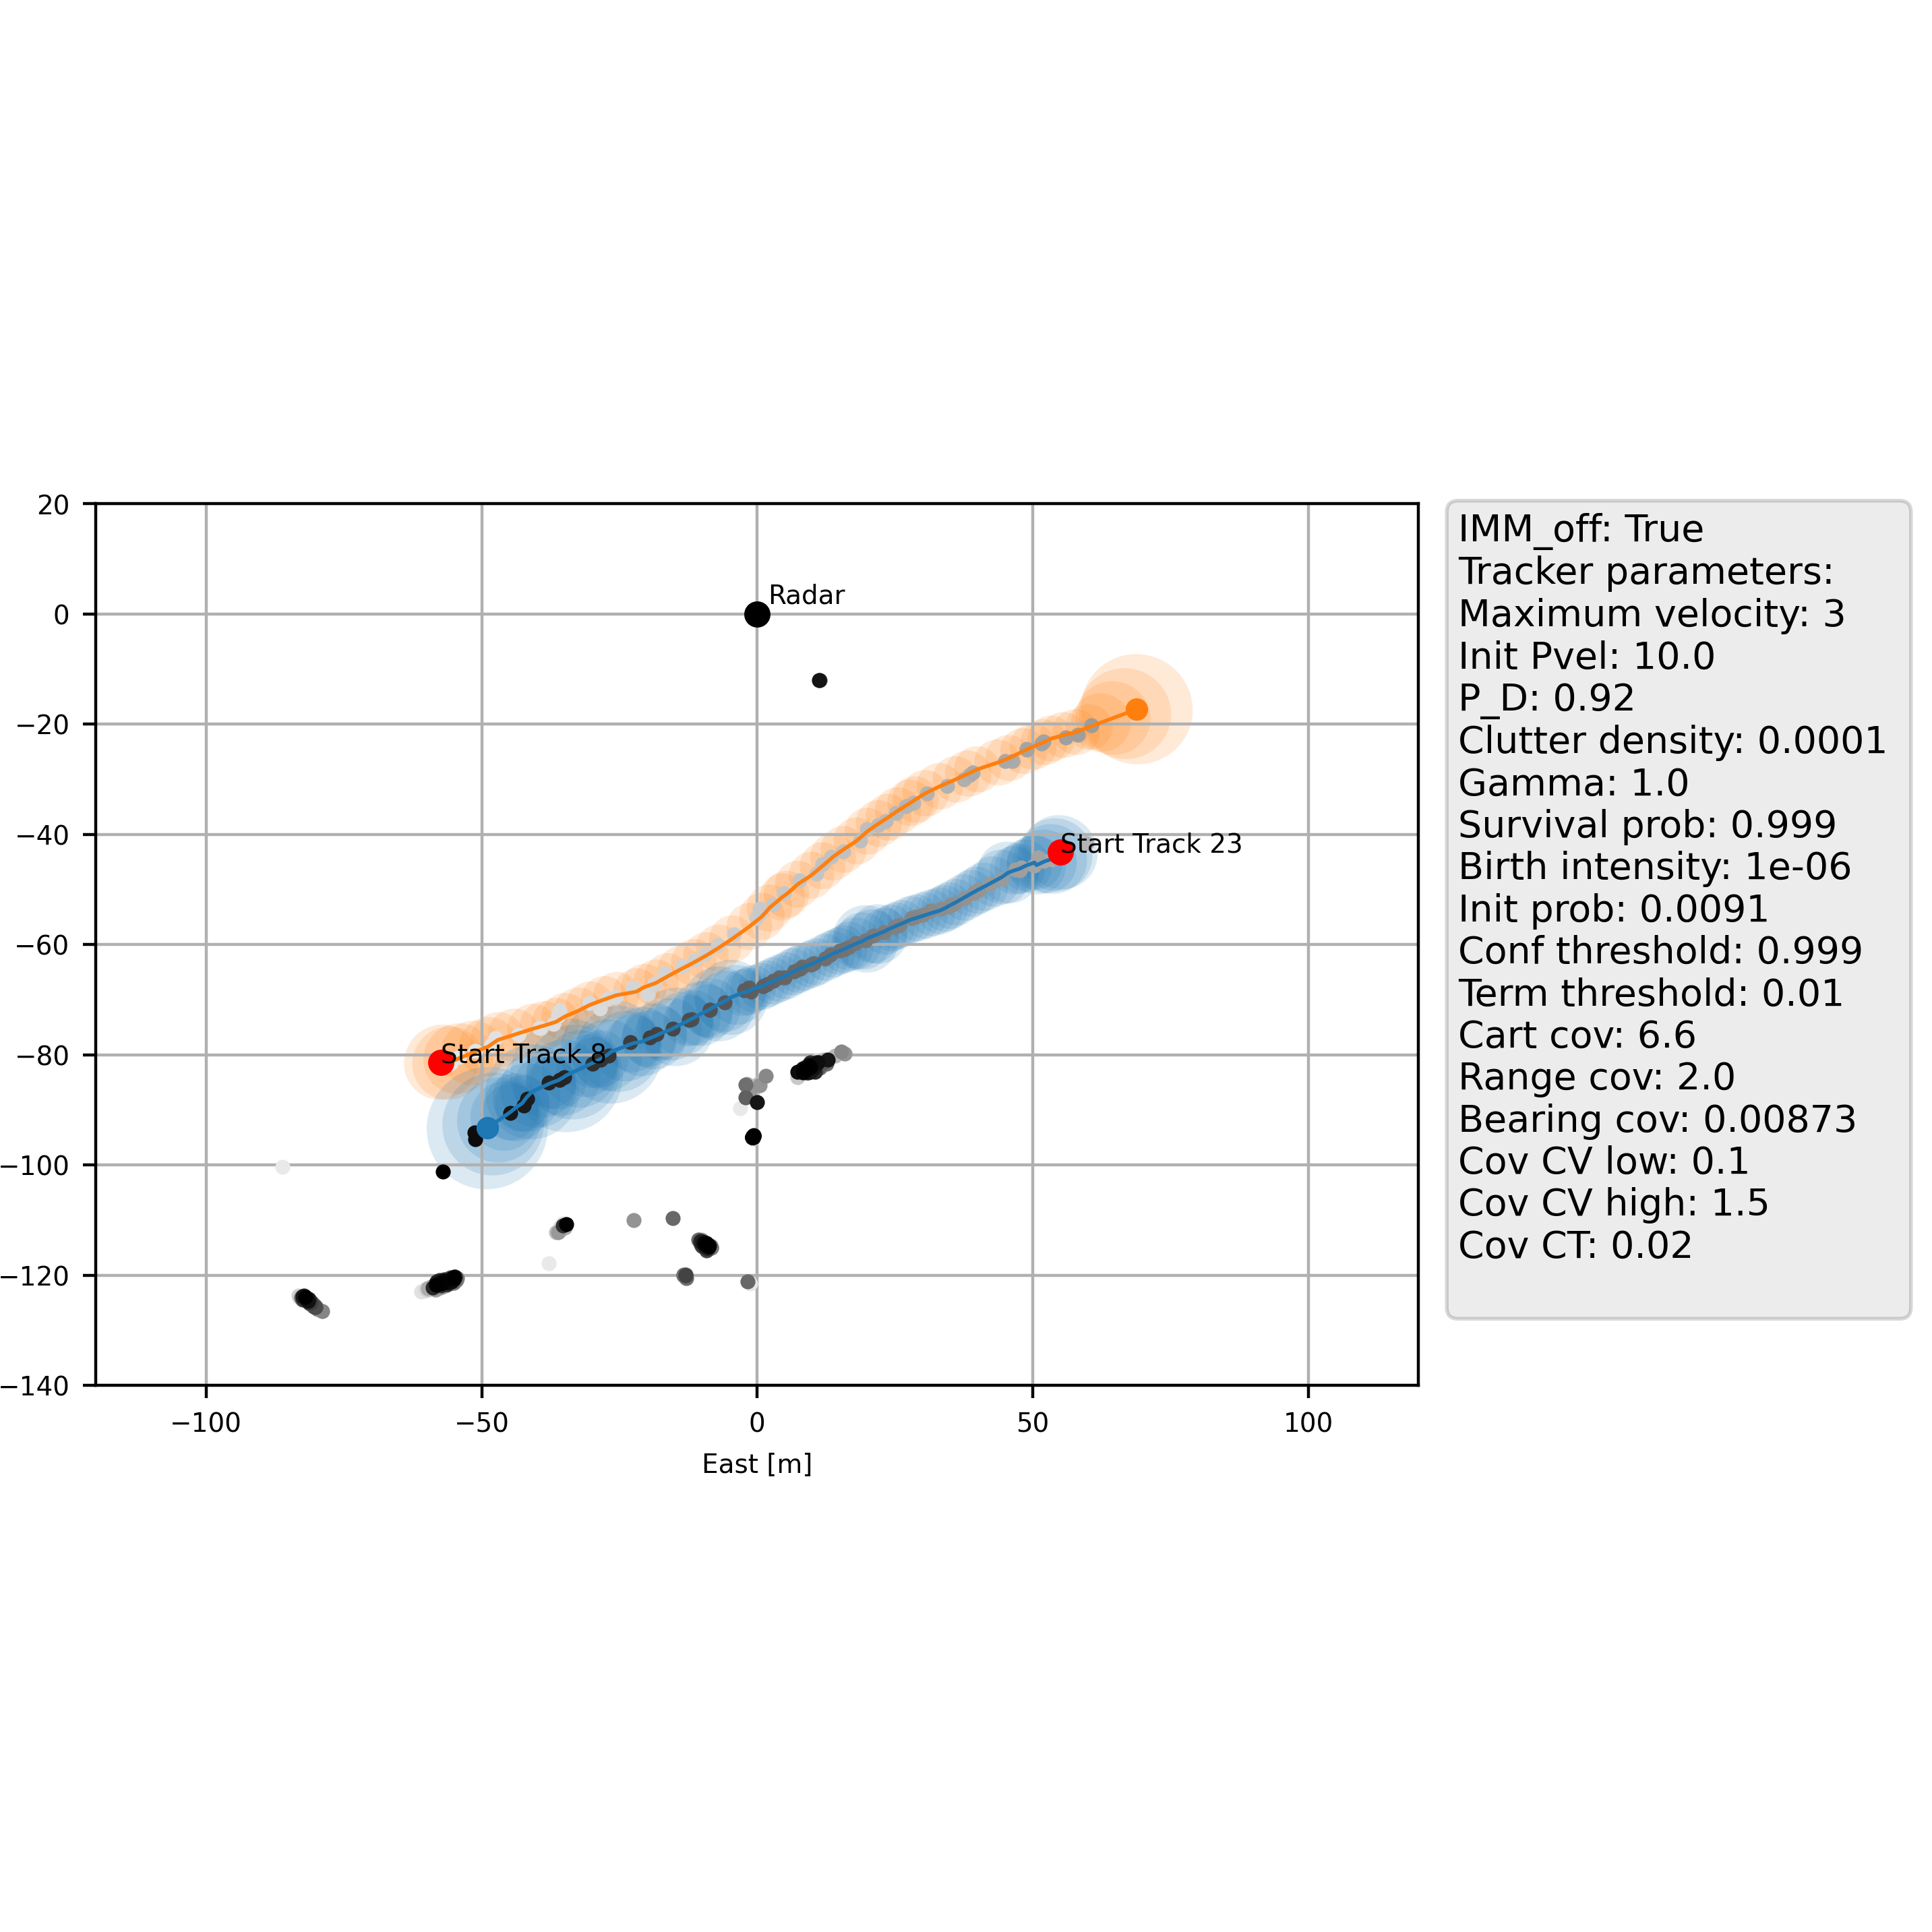 20
0
−20
−40
−60
−80
−100
−120
−140
−100
−50
0
50
100
East [m]
Radar
Start Track 23
Start Track 8
IMM_off: True
Tracker parameters:
Maximum velocity: 3
Init Pvel: 10.0
P_D: 0.92
Clutter density: 0.0001
Gamma: 1.0
Survival prob: 0.999
Birth intensity: 1e-06
Init prob: 0.0091
Conf threshold: 0.999
Term threshold: 0.01
Cart cov: 6.6
Range cov: 2.0
Bearing cov: 0.00873
Cov CV low: 0.1
Cov CV high: 1.5
Cov CT: 0.02